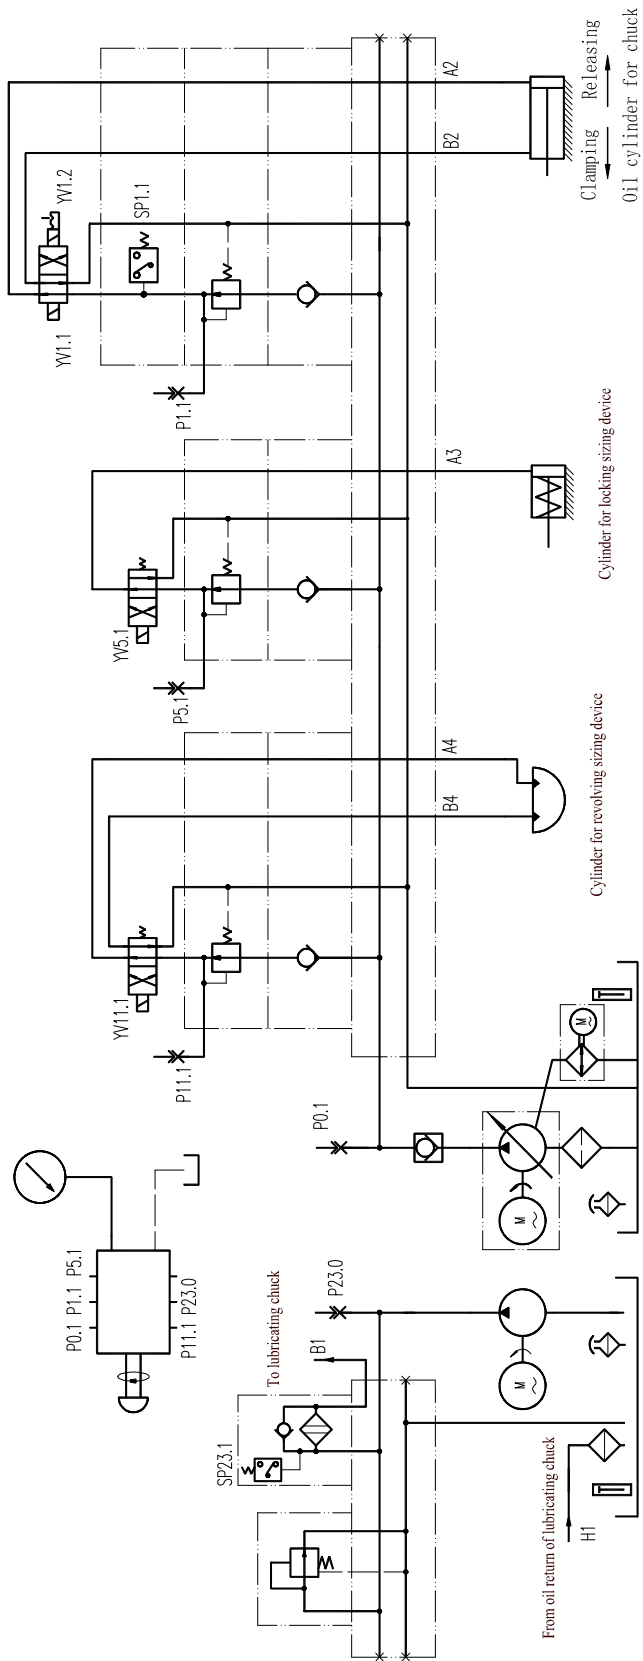 Releasing
Clamping
Oil cylinder for chuck
A2
B2
YV1.2
YV1.1
SP1.1
P1.1
A3
YV5.1
P5.1
Cylinder for locking sizing device
A4
B4
YV11.1
P11.1
Cylinder for revolving sizing device
P0.1
M
M
P0.1 P1.1 P5.1
P11.1 P23.0
To lubricating chuck
B1
P23.0
SP23.1
M
H1
From oil return of lubricating chuck